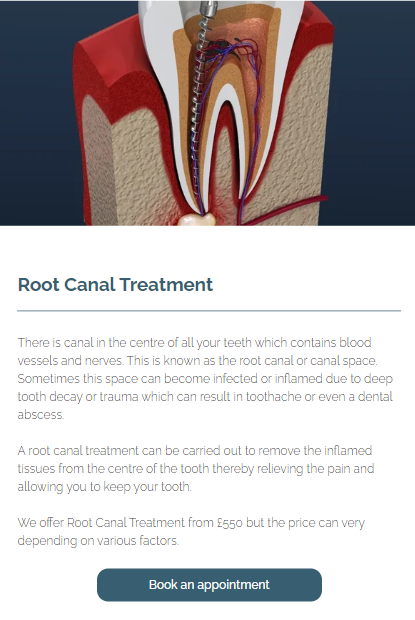 Root Canal Treatment
There is canal in the centre of all your teeth which contains blood
vessels and nerves. This is known as the root canal or canal space.
Sometimes this space can become infected or inflamed due to deep
tooth decay or trauma which can result in toothache or even a dental
abscess.
A root canal treatment can be carried out to remove the inflamed
tissues from the centre of the tooth thereby relieving the pain and
allowing you to keep your tooth.
We offer Root Canal Treatment from £550 but the price can very
depending on various factors.
Book an appointment